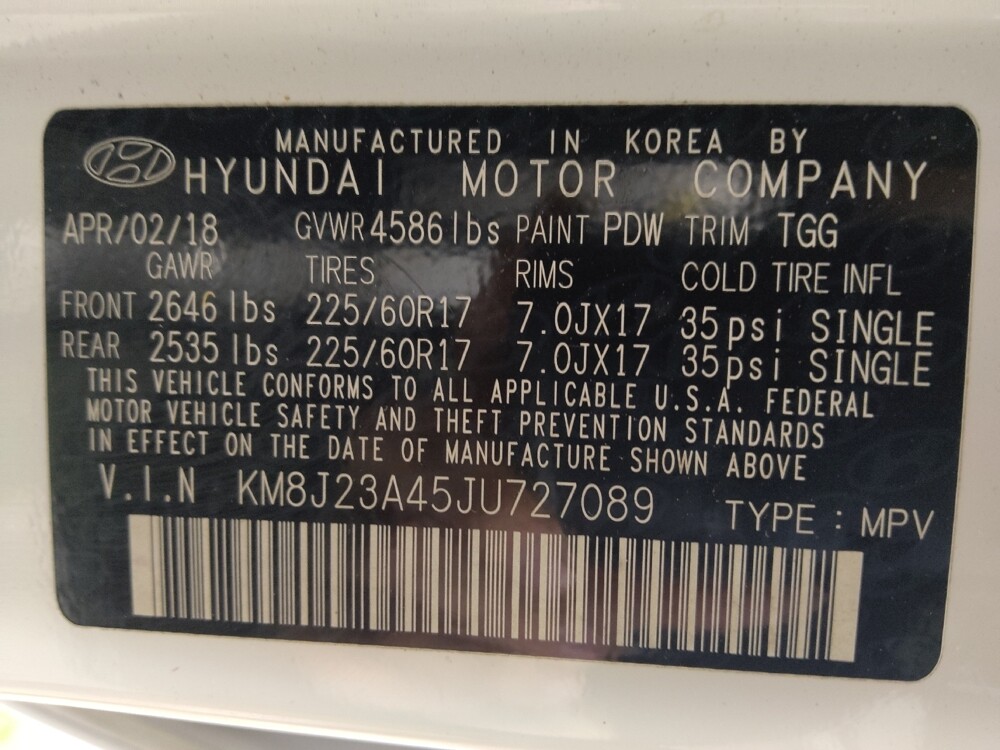 MANUFACTURED IN KOREA BY
HYUNDAI MOTOR COMPANY
APR/02/18 GVWR 4586 lbs PAINT PDW TRIM TGG
GAWR TIRES RIMS COLD TIRE INFL
FRONT 2646 lbs 225/60R17 7.0JX17 35psi SINGLE
REAR 2535 lbs 225/60R17 7.0JX17 35psi SINGLE
THIS VEHICLE CONFORMS TO ALL APPLICABLE U.S.A. FEDERAL
MOTOR VEHICLE SAFETY AND THEFT PREVENTION STANDARDS
IN EFFECT ON THE DATE OF MANUFACTURE SHOWN ABOVE
V.I.N KM8J23A45JU727089 TYPE : MPV